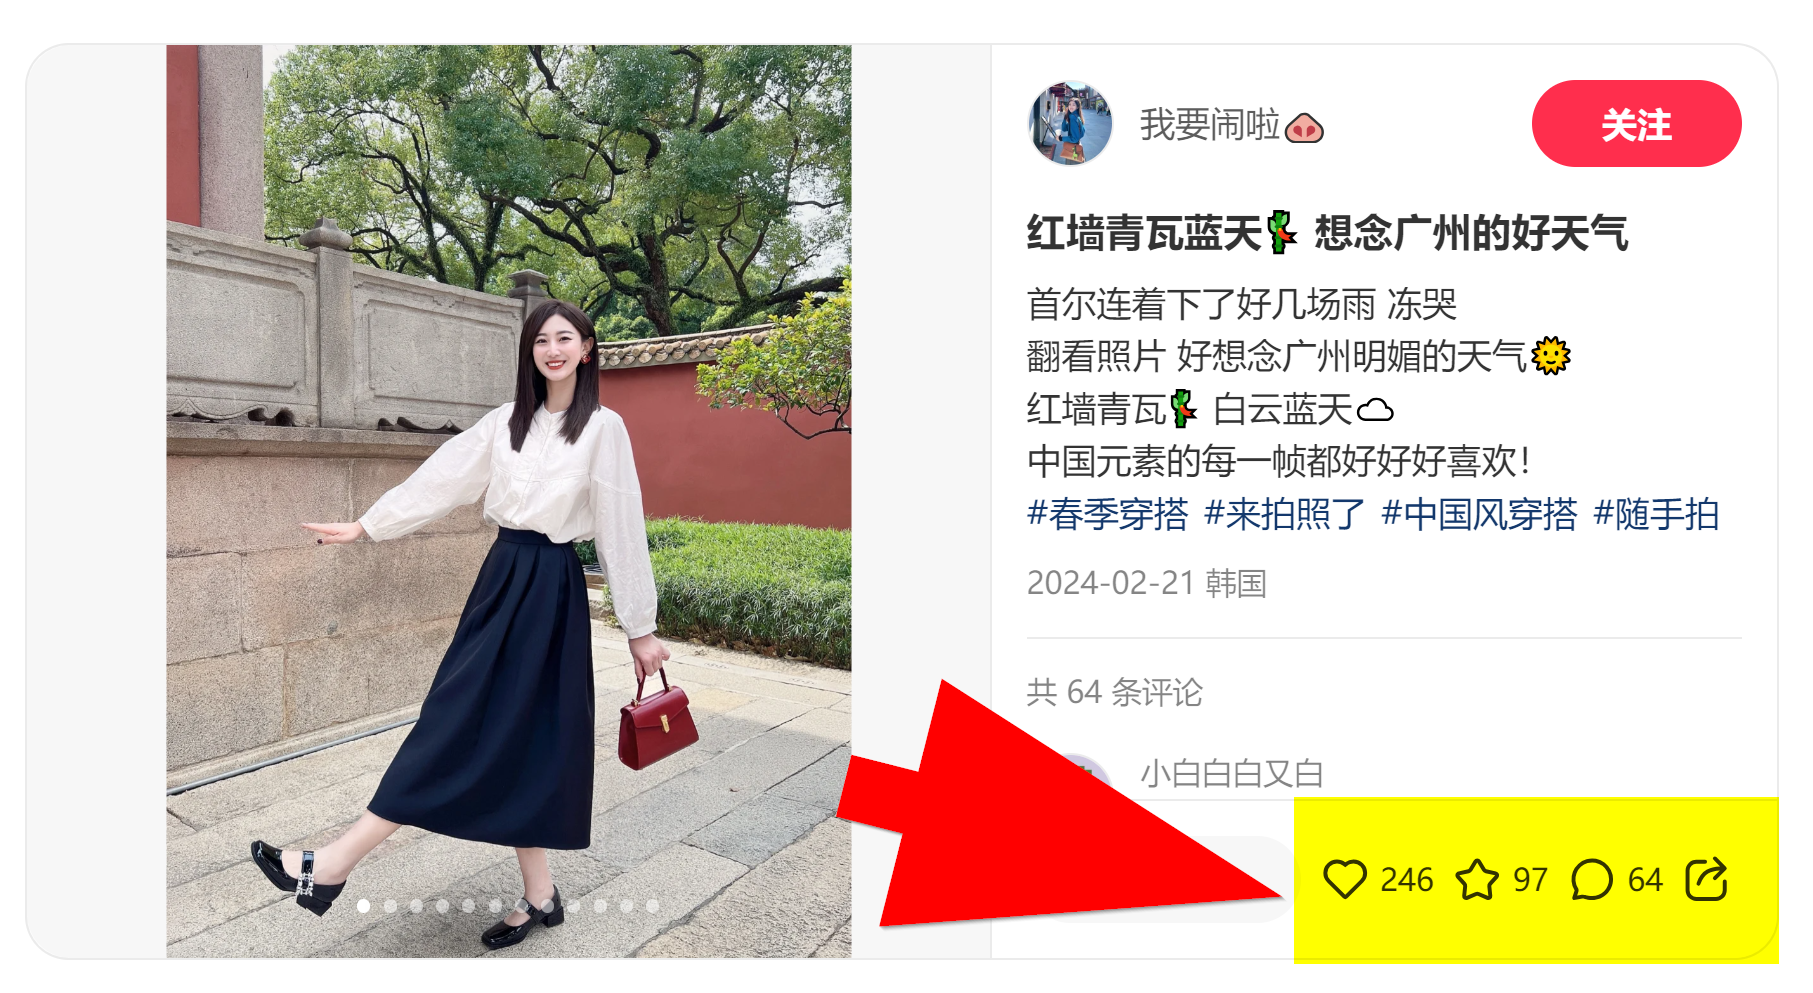 我要闹啦🐽
关注
红墙青瓦蓝天🎋 想念广州的好天气
首尔连着下了好几场雨 冻哭
翻看照片 好想念广州明媚的天气🌞
红墙青瓦🎋 白云蓝天☁️
中国元素的每一帧都好好好喜欢!
#春季穿搭 #来拍照了 #中国风穿搭 #随手拍
2024-02-21 韩国
共 64 条评论
小白白白又白
246 97 64